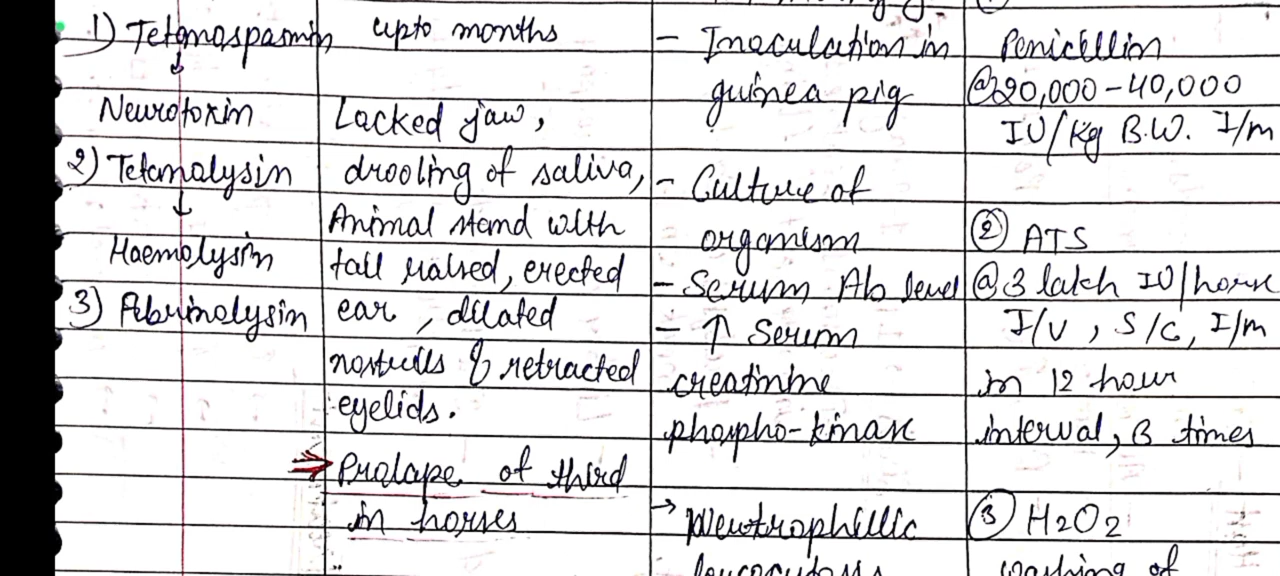 1) Tetanospasmin
↓
Neurotoxin
2) Tetanolysin
↓
Haemolysin
3) Fibrinolysin
upto months
Locked jaw,
drooling of saliva,
Animal stand with
tail raised, erected
ear, dilated
nostrils & retracted
eyelids.
⇒ Prolapse of third
in horses
- Inoculation in
guinea pig
- Culture of
organism
- Serum Ab level
- ↑ Serum
creatinine
phospho-kinase
→ Neutrophillic
Penicillin
@20,000-40,000
IU/Kg B.W. I/m
② ATS
@3 lakh IU/horse
I/V, S/C, I/m
in 12 hour
interval, 3 times
③ H2O2
washing of